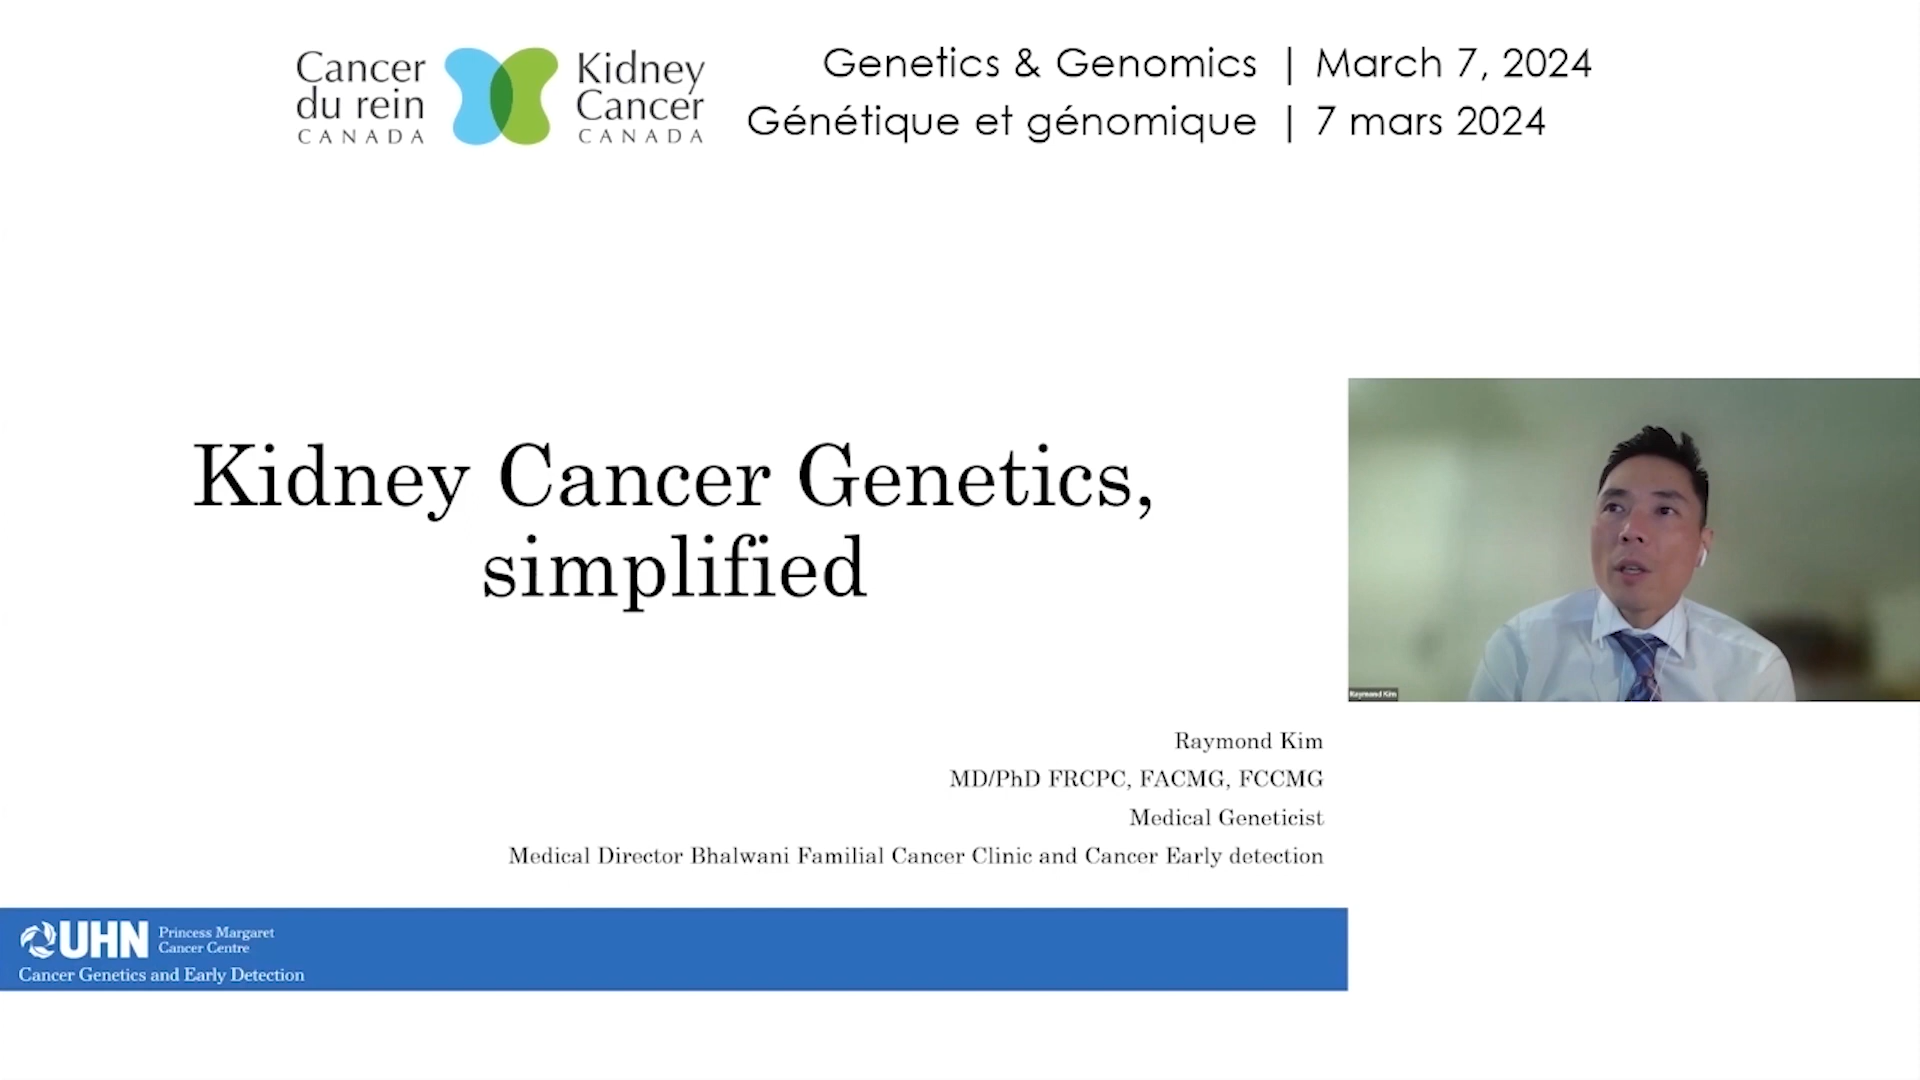 Cancer
du rein
CANADA
Kidney
Cancer
CANADA
Genetics & Genomics | March 7, 2024
Génétique et génomique | 7 mars 2024
Kidney Cancer Genetics,
simplified
Raymond Kim
Raymond Kim
MD/PhD FRCPC, FACMG, FCCMG
Medical Geneticist
Medical Director Bhalwani Familial Cancer Clinic and Cancer Early detection
UHN
Princess Margaret
Cancer Centre
Cancer Genetics and Early Detection